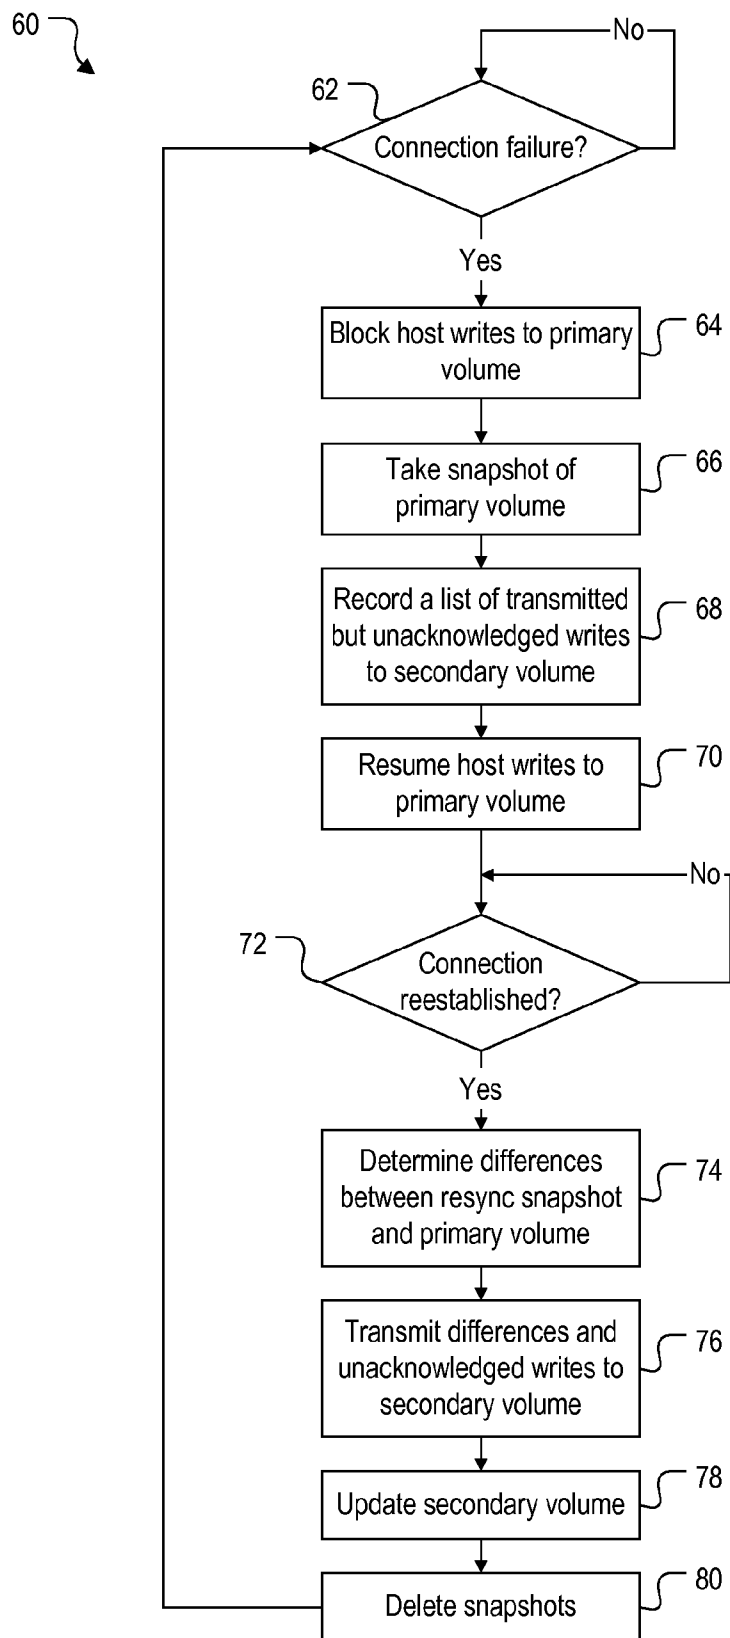 60
No
62
Connection failure?
Yes
Block host writes to primary
volume
64
Take snapshot of
primary volume
66
Record a list of transmitted
but unacknowledged writes
to secondary volume
68
Resume host writes to
primary volume
70
No
72
Connection
reestablished?
Yes
Determine differences
between resync snapshot
and primary volume
74
Transmit differences and
unacknowledged writes to
secondary volume
76
Update secondary volume
78
Delete snapshots
80